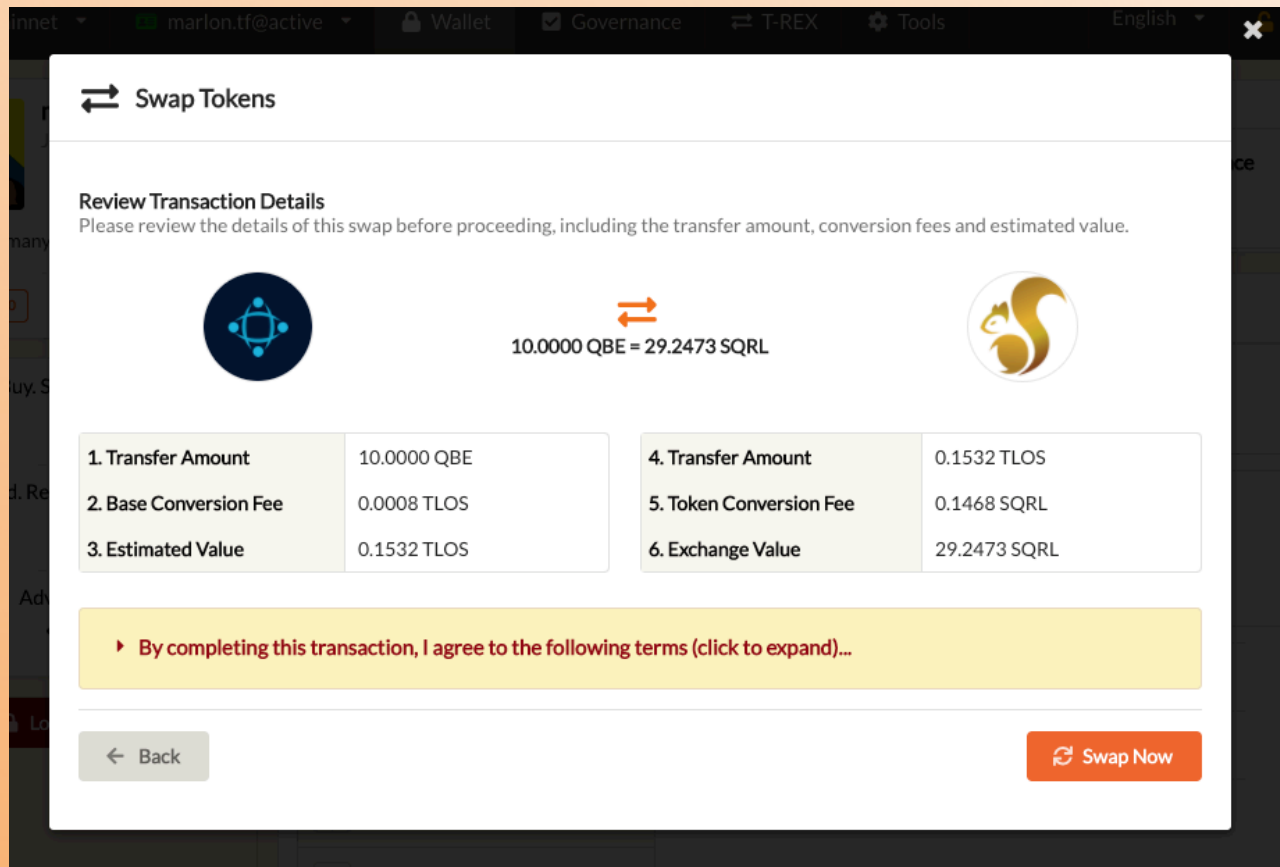 marlon.tf@active
Wallet
Governance
T-REX
Tools
English
Swap Tokens
Review Transaction Details
Please review the details of this swap before proceeding, including the transfer amount, conversion fees and estimated value.
10.0000 QBE = 29.2473 SQRL
1. Transfer Amount 10.0000 QBE
2. Base Conversion Fee 0.0008 TLOS
3. Estimated Value 0.1532 TLOS
4. Transfer Amount 0.1532 TLOS
5. Token Conversion Fee 0.1468 SQRL
6. Exchange Value 29.2473 SQRL
By completing this transaction, I agree to the following terms (click to expand)...
Back
Swap Now